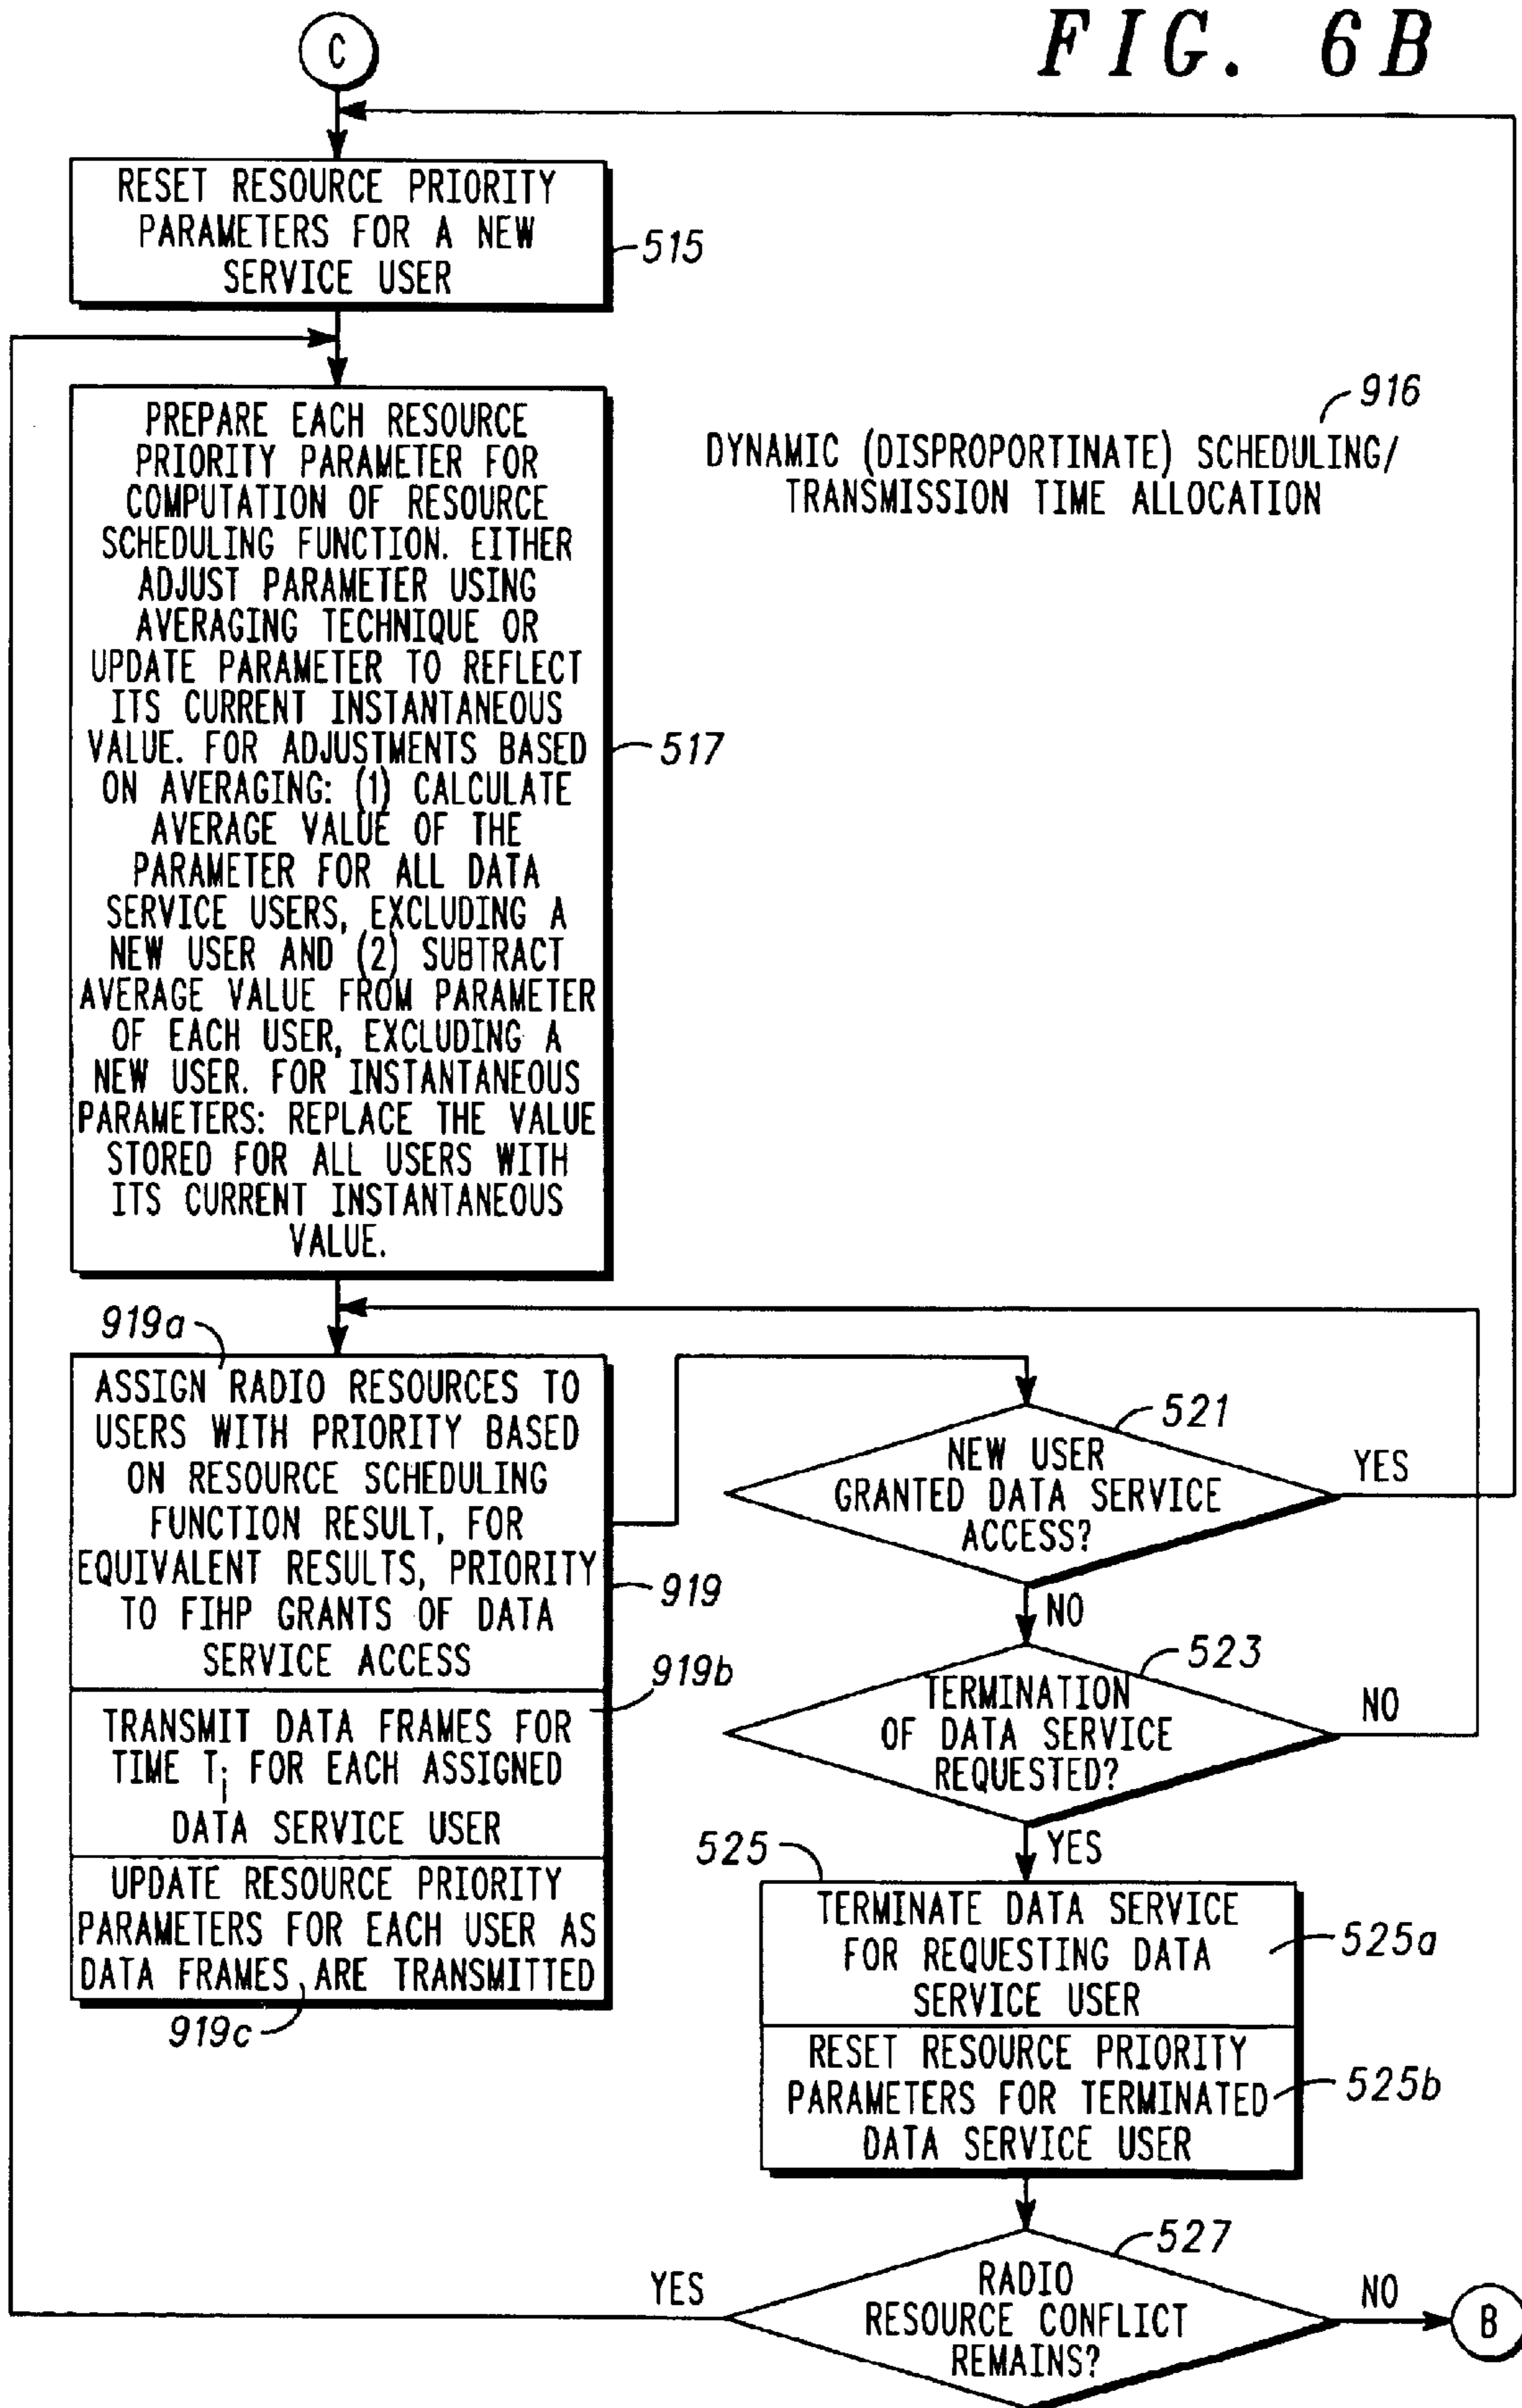 FIG. 6B
C
RESET RESOURCE PRIORITY
PARAMETERS FOR A NEW
SERVICE USER
515
PREPARE EACH RESOURCE
PRIORITY PARAMETER FOR
COMPUTATION OF RESOURCE
SCHEDULING FUNCTION. EITHER
ADJUST PARAMETER USING
AVERAGING TECHNIQUE OR
UPDATE PARAMETER TO REFLECT
ITS CURRENT INSTANTANEOUS
VALUE. FOR ADJUSTMENTS BASED
ON AVERAGING: (1) CALCULATE
AVERAGE VALUE OF THE
PARAMETER FOR ALL DATA
SERVICE USERS, EXCLUDING A
NEW USER AND (2) SUBTRACT
AVERAGE VALUE FROM PARAMETER
OF EACH USER, EXCLUDING A
NEW USER. FOR INSTANTANEOUS
PARAMETERS: REPLACE THE VALUE
STORED FOR ALL USERS WITH
ITS CURRENT INSTANTANEOUS
VALUE.
517
916
DYNAMIC (DISPROPORTINATE) SCHEDULING/
TRANSMISSION TIME ALLOCATION
919a
ASSIGN RADIO RESOURCES TO
USERS WITH PRIORITY BASED
ON RESOURCE SCHEDULING
FUNCTION RESULT, FOR
EQUIVALENT RESULTS, PRIORITY
TO FIHP GRANTS OF DATA
SERVICE ACCESS
919
919b
TRANSMIT DATA FRAMES FOR
TIME Ti FOR EACH ASSIGNED
DATA SERVICE USER
UPDATE RESOURCE PRIORITY
PARAMETERS FOR EACH USER AS
DATA FRAMES ARE TRANSMITTED
919c
521
NEW USER
GRANTED DATA SERVICE
ACCESS?
YES
NO
523
TERMINATION
OF DATA SERVICE
REQUESTED?
NO
YES
525
TERMINATE DATA SERVICE
FOR REQUESTING DATA
SERVICE USER
525a
RESET RESOURCE PRIORITY
PARAMETERS FOR TERMINATED
DATA SERVICE USER
525b
527
RADIO
RESOURCE CONFLICT
REMAINS?
YES
NO
B